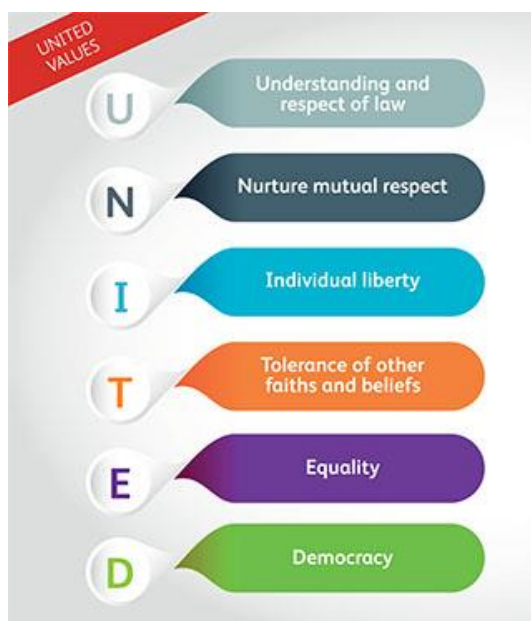 UNITED
VALUES
U
Understanding and
respect of law
N
Nurture mutual respect
I
Individual liberty
T
Tolerance of other
faiths and beliefs
E
Equality
D
Democracy